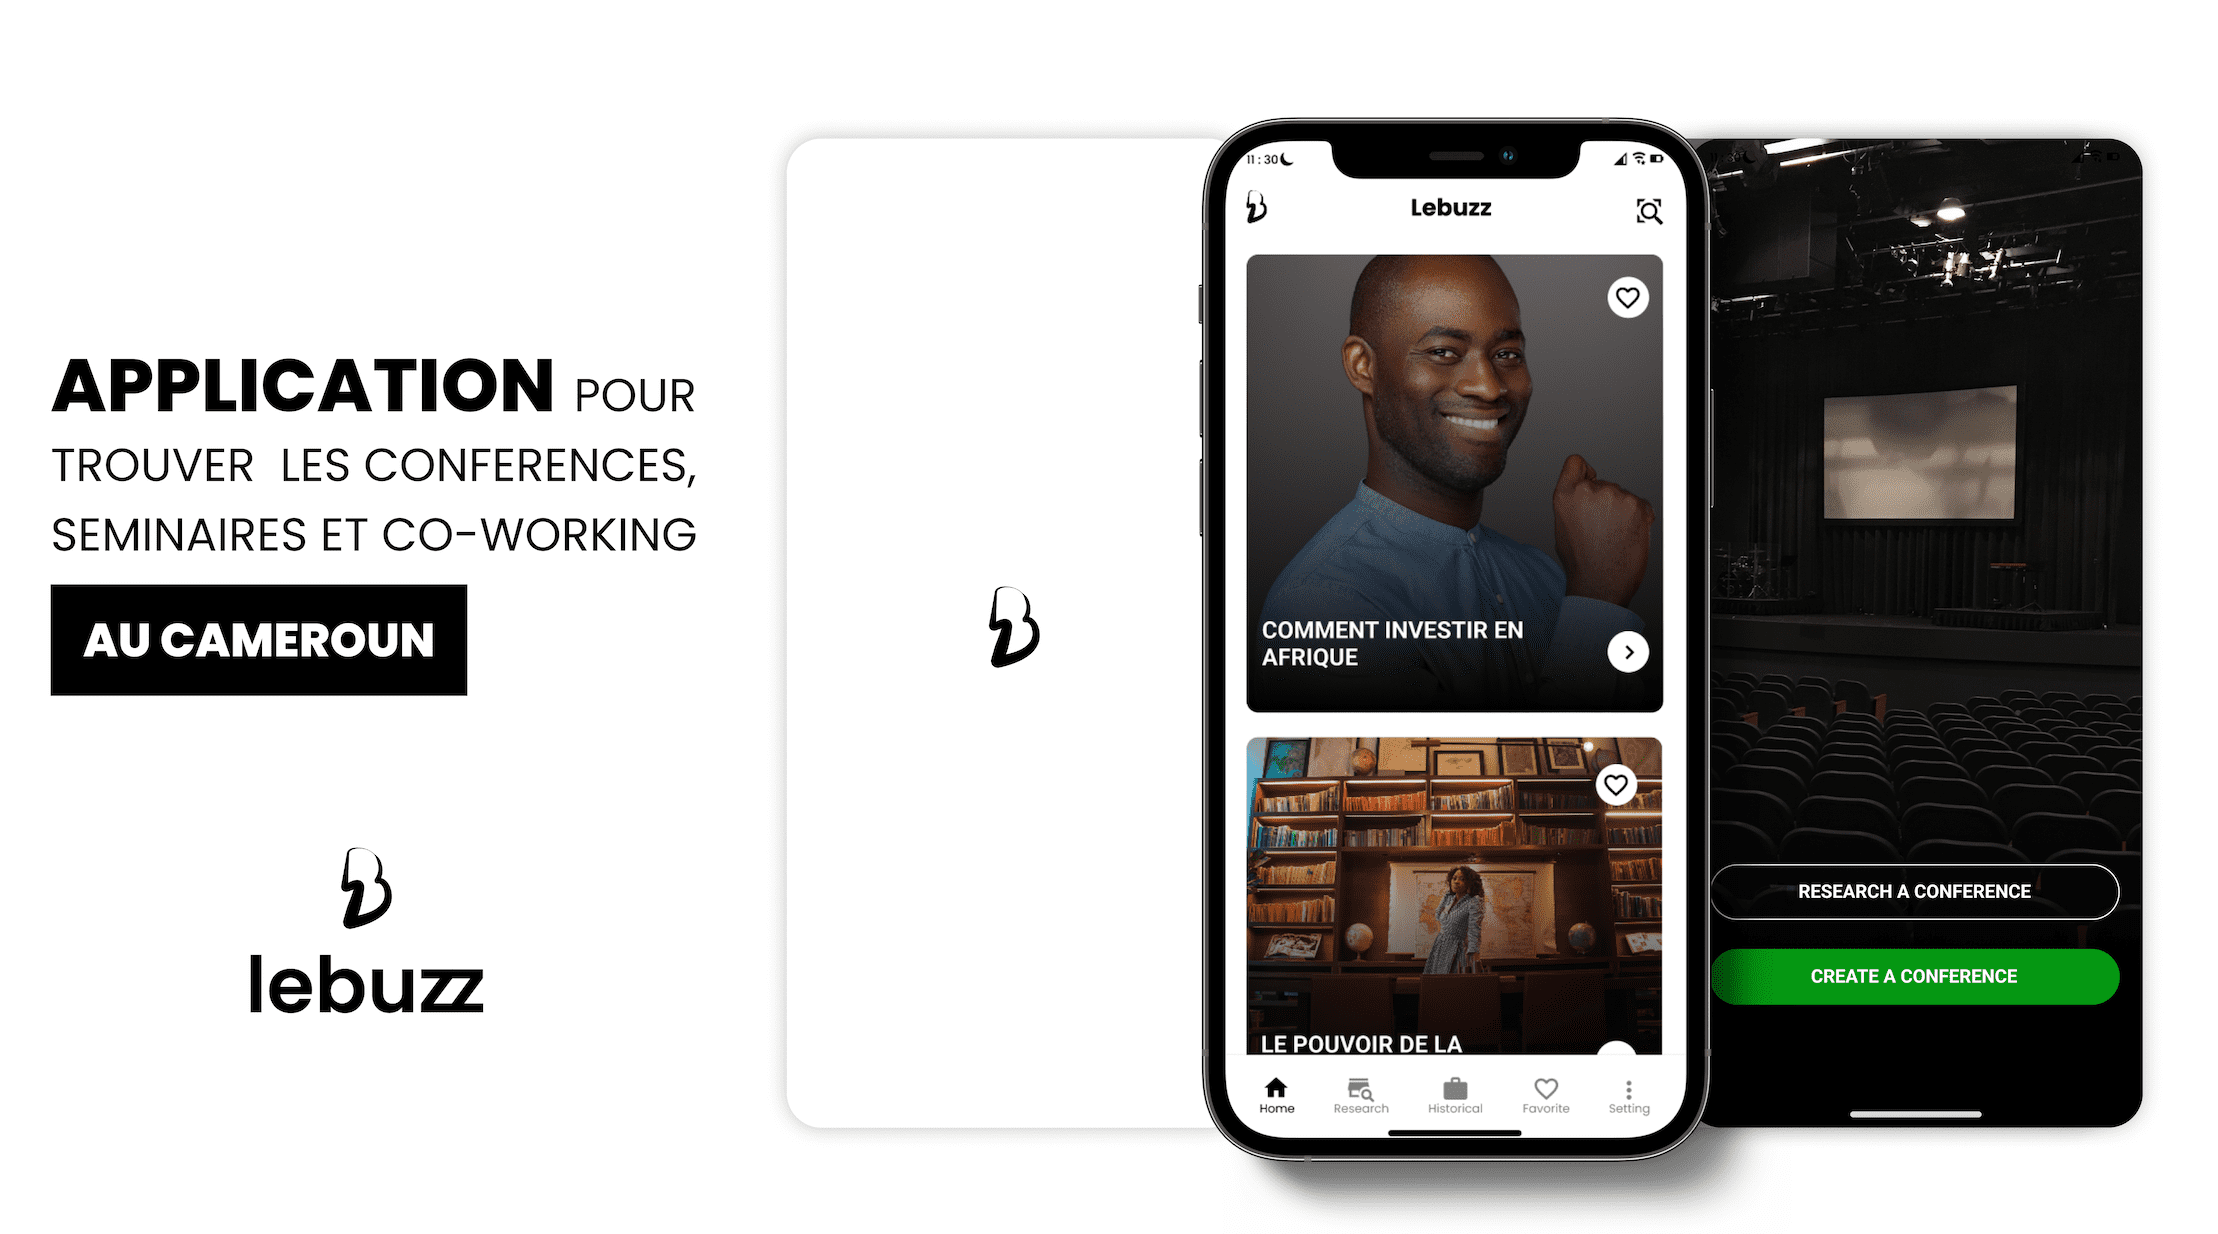 APPLICATION POUR
TROUVER LES CONFERENCES,
SEMINAIRES ET CO-WORKING
AU CAMEROUN
lebuzz
11:30
Lebuzz
COMMENT INVESTIR EN
AFRIQUE
LE POUVOIR DE LA
Home
Research
Historical
Favorite
Setting
RESEARCH A CONFERENCE
CREATE A CONFERENCE